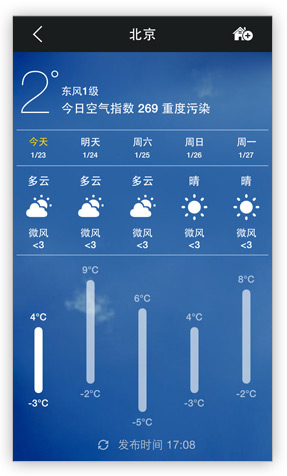 北京
2°
东风1级
今日空气指数 269 重度污染
今天 明天 周六 周日 周一
1/23 1/24 1/25 1/26 1/27
多云 多云 多云 晴 晴
微风 微风 微风 微风 微风
<3 <3 <3 <3 <3
4°C 9°C 6°C 4°C 8°C
-3°C -2°C -5°C -3°C -2°C
发布时间 17:08